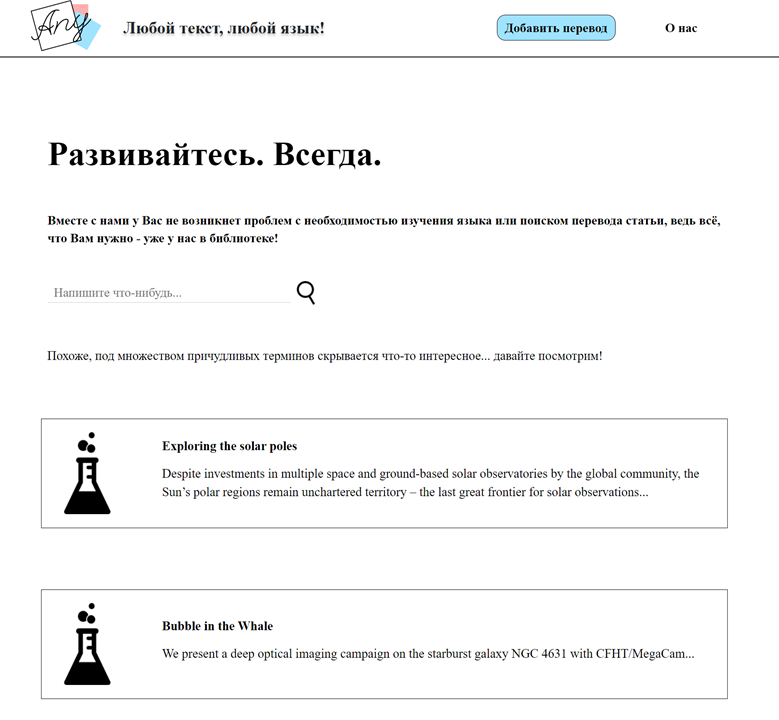 Any
Любой текст, любой язык!
Добавить перевод
О нас
Развивайтесь. Всегда.
Вместе с нами у Вас не возникнет проблем с необходимостью изучения языка или поиском перевода статьи, ведь всё,
что Вам нужно - уже у нас в библиотеке!
Напишите что-нибудь...
Похоже, под множеством причудливых терминов скрывается что-то интересное... давайте посмотрим!
Exploring the solar poles
Despite investments in multiple space and ground-based solar observatories by the global community, the
Sun’s polar regions remain unchartered territory – the last great frontier for solar observations...
Bubble in the Whale
We present a deep optical imaging campaign on the starburst galaxy NGC 4631 with CFHT/MegaCam...